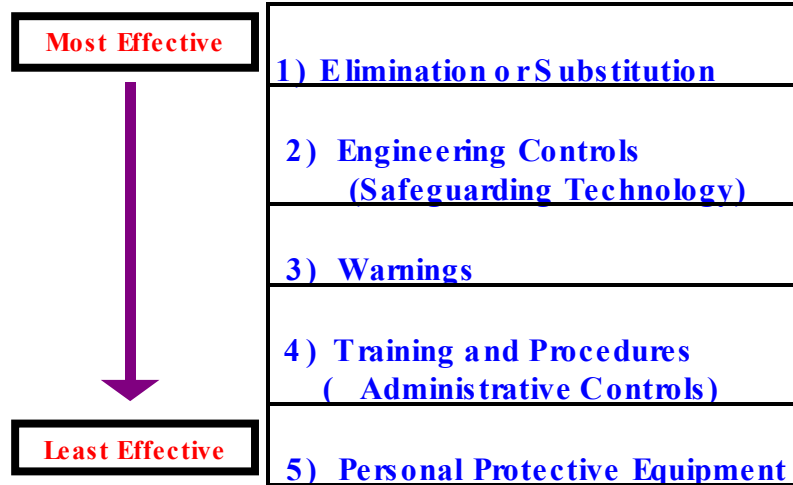 Most Effective
1) Elimination or Substitution
2) Engineering Controls
(Safeguarding Technology)
3) Warnings
4) Training and Procedures
( Administrative Controls)
Least Effective
5) Personal Protective Equipment